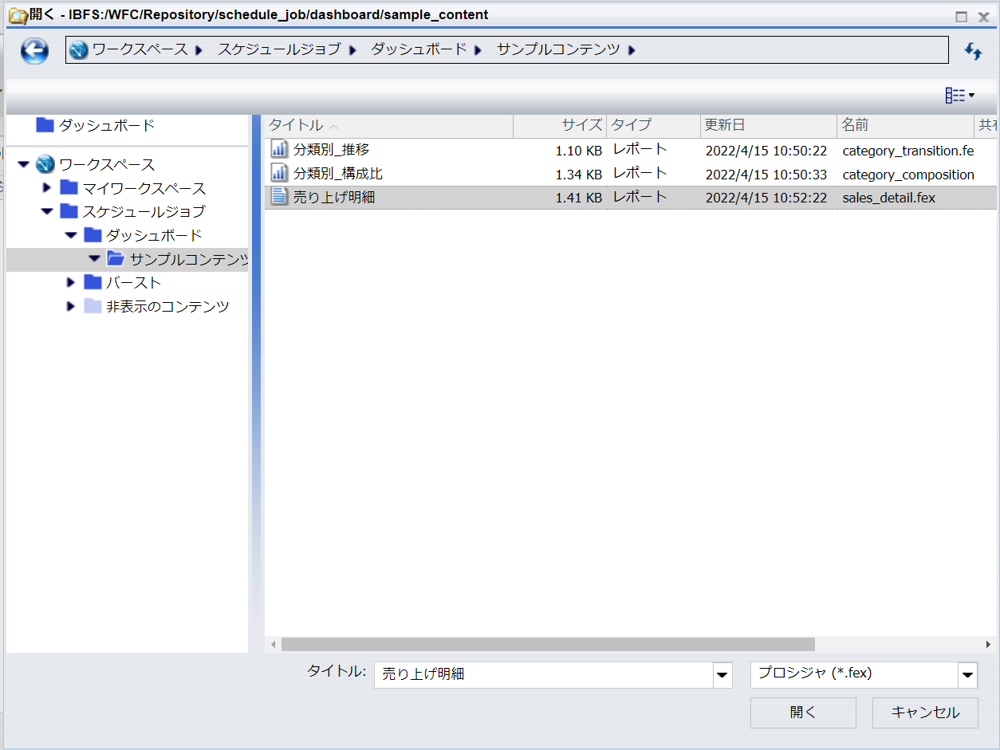 開く - IBFS:/WFC/Repository/schedule_job/dashboard/sample_content
ワークスペース スケジュールジョブ ダッシュボード サンプルコンテンツ
ダッシュボード
ワークスペース
マイワークスペース
スケジュールジョブ
ダッシュボード
サンプルコンテンツ
バースト
非表示のコンテンツ
タイトル サイズ タイプ 更新日 名前
分類別_推移 1.10 KB レポート 2022/4/15 10:50:22 category_transition.fe
分類別_構成比 1.34 KB レポート 2022/4/15 10:50:33 category_composition
売り上げ明細 1.41 KB レポート 2022/4/15 10:52:22 sales_detail.fex
タイトル: 売り上げ明細 プロシジャ (*.fex)
開く キャンセル